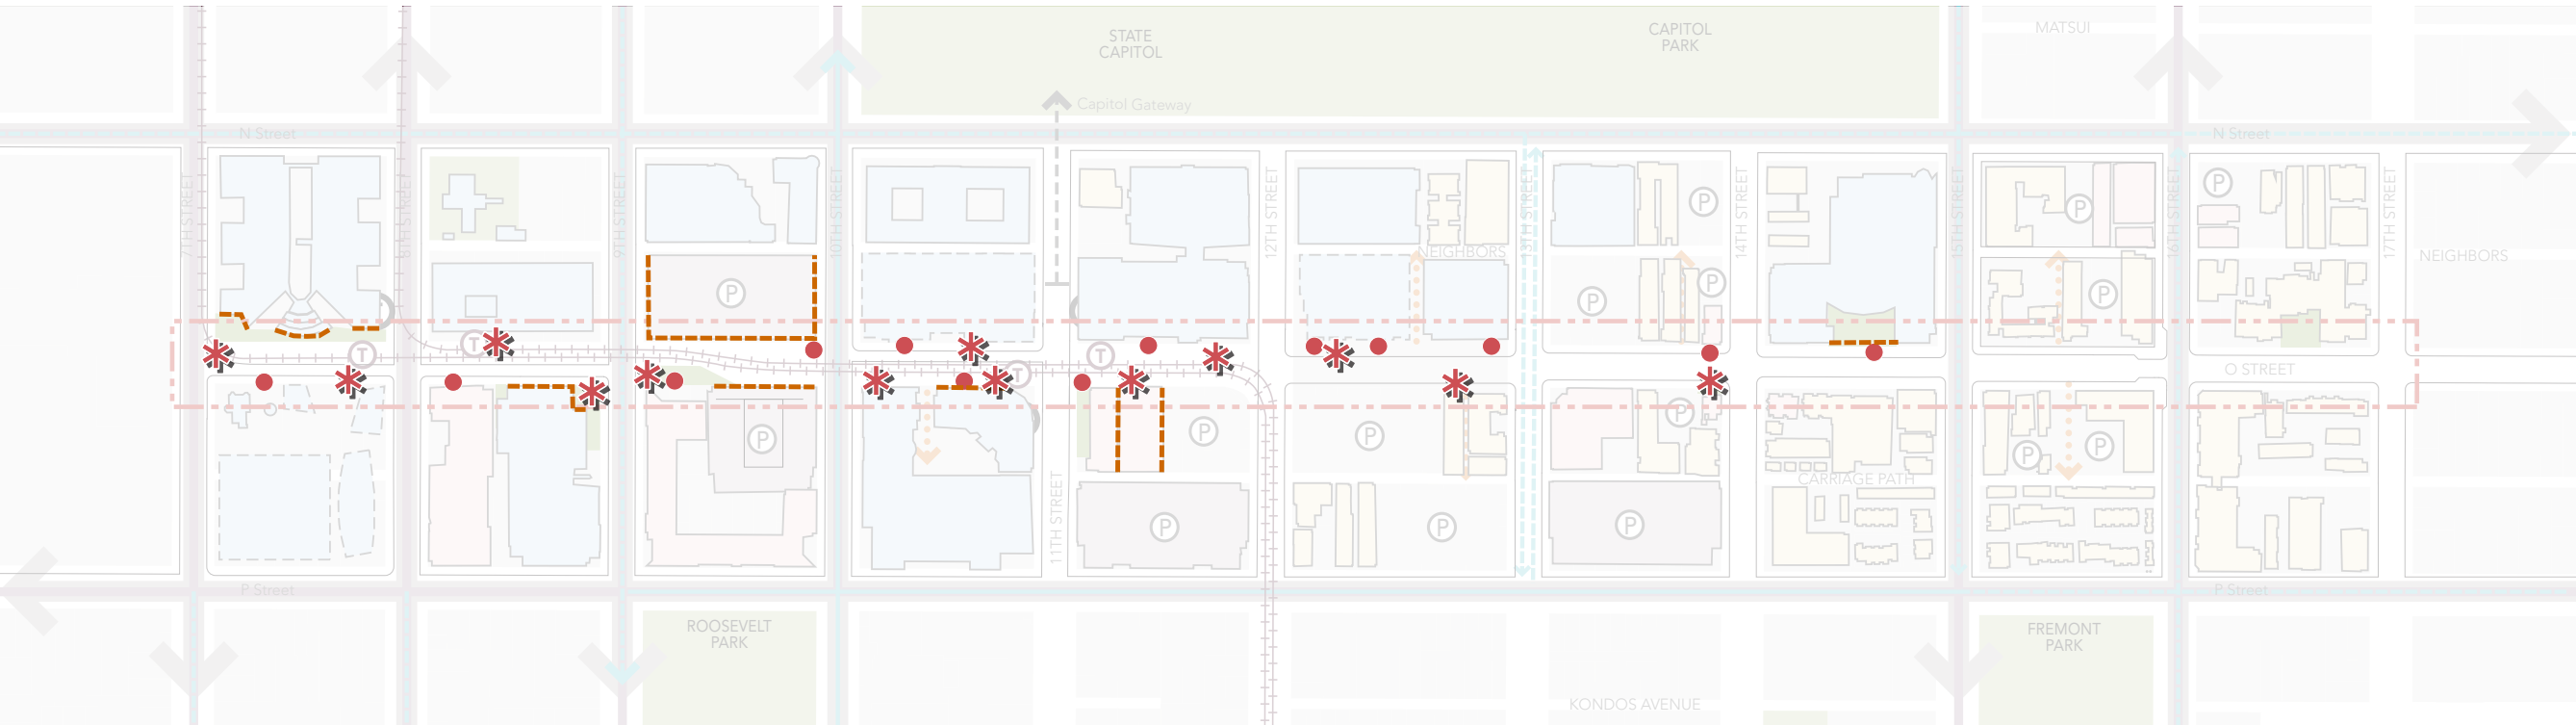 MATSUI
STATE
CAPITOL
CAPITOL
PARK
Capitol Gateway
N Street
N Street
7TH STREET
8TH STREET
9TH STREET
10TH STREET
12TH STREET
13TH STREET
14TH STREET
15TH STREET
16TH STREET
17TH STREET
P
P
P
NEIGHBORS
NEIGHBORS
P
P
P
P
T
T
T
T
O STREET
P
P
P
P
P
P
CARRIAGE PATH
11TH STREET
P
P
P
P Street
P Street
ROOSEVELT
PARK
FREMONT
PARK
KONDOS AVENUE